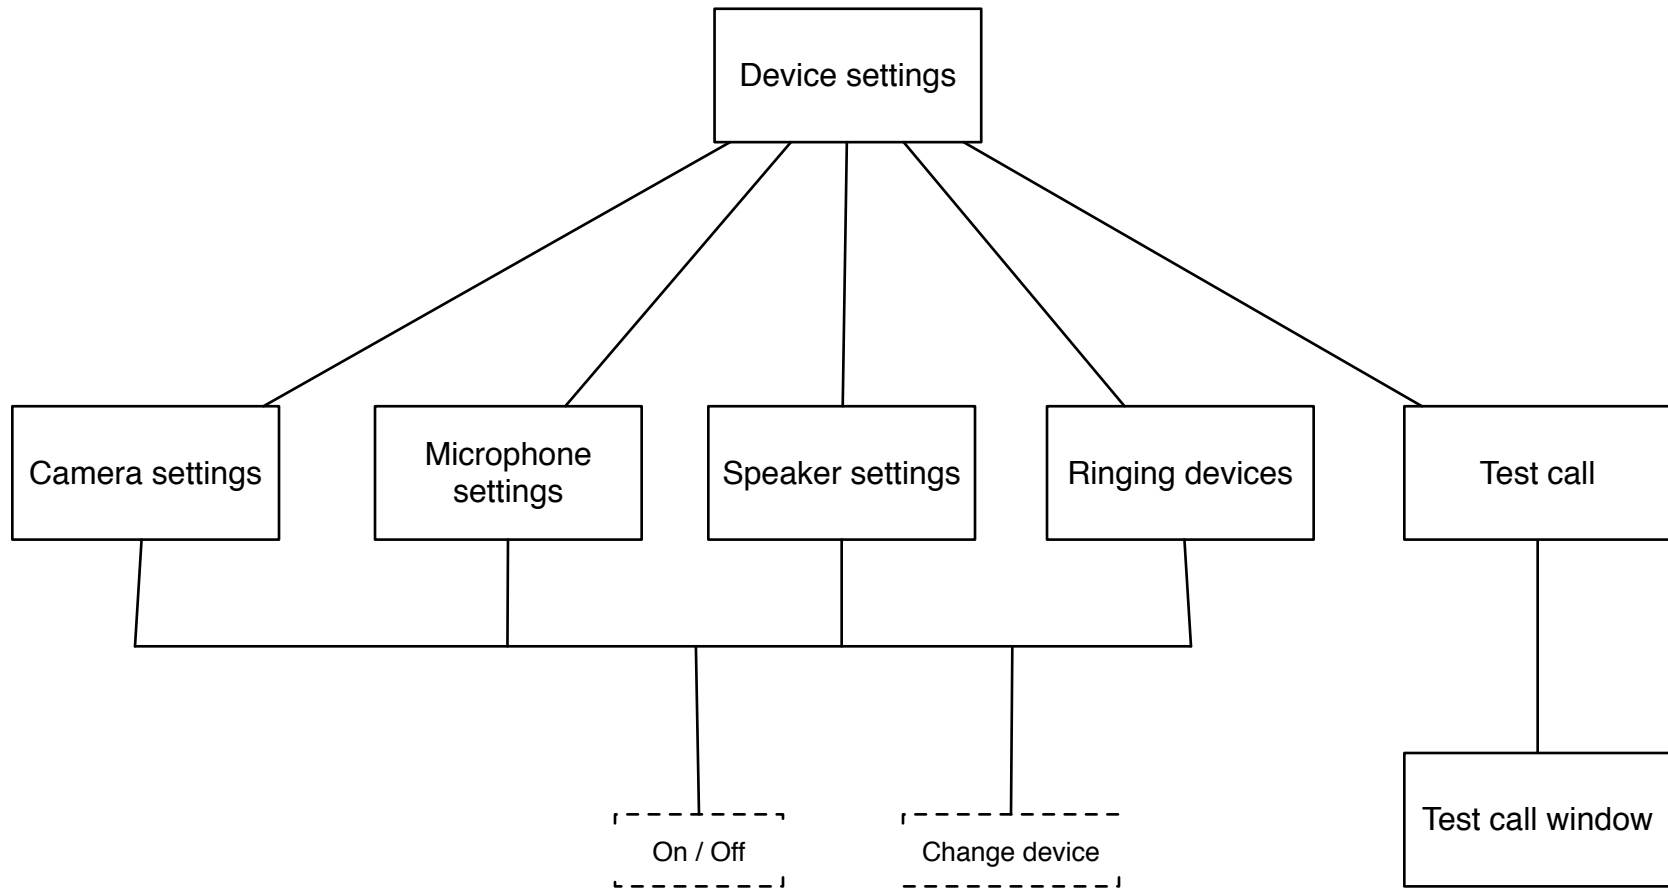 Device settings
Camera settings
Microphone
settings
Speaker settings
Ringing devices
Test call
On / Off
Change device
Test call window